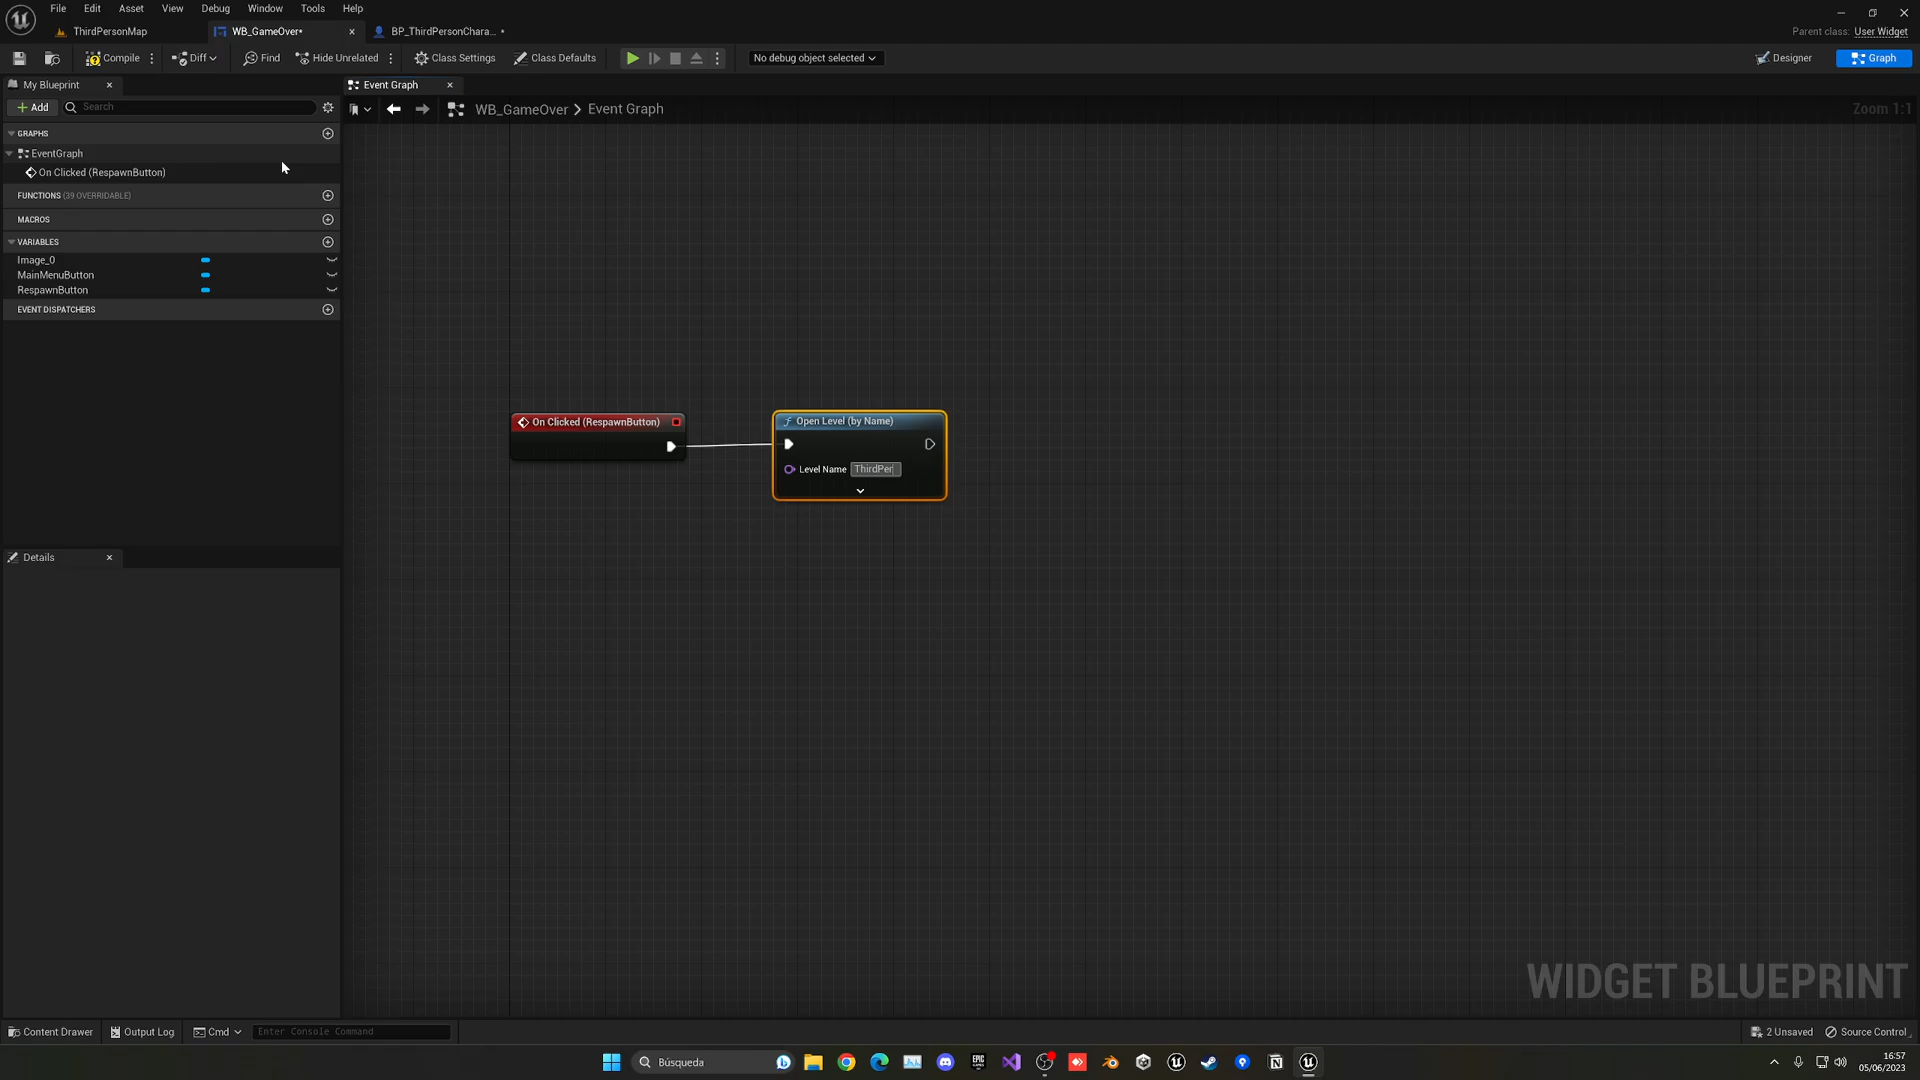 File Edit Asset View Debug Window Tools Help
ThirdPersonMap WB_GameOver• BP_ThirdPersonChara... •
Parent class: User Widget
Compile Diff Find Hide Unrelated Class Settings Class Defaults No debug object selected Designer Graph
My Blueprint Event Graph
Add Search WB_GameOver > Event Graph Zoom 1:1
GRAPHS
EventGraph
On Clicked (RespawnButton)
FUNCTIONS (39 OVERRIDABLE)
MACROS
VARIABLES
Image_0
MainMenuButton
RespawnButton
EVENT DISPATCHERS
On Clicked (RespawnButton) Open Level (by Name)
Level Name ThirdPer
Details
WIDGET BLUEPRINT
Content Drawer Output Log Cmd Enter Console Command 2 Unsaved Source Control
Búsqueda
16:57
05/06/2023